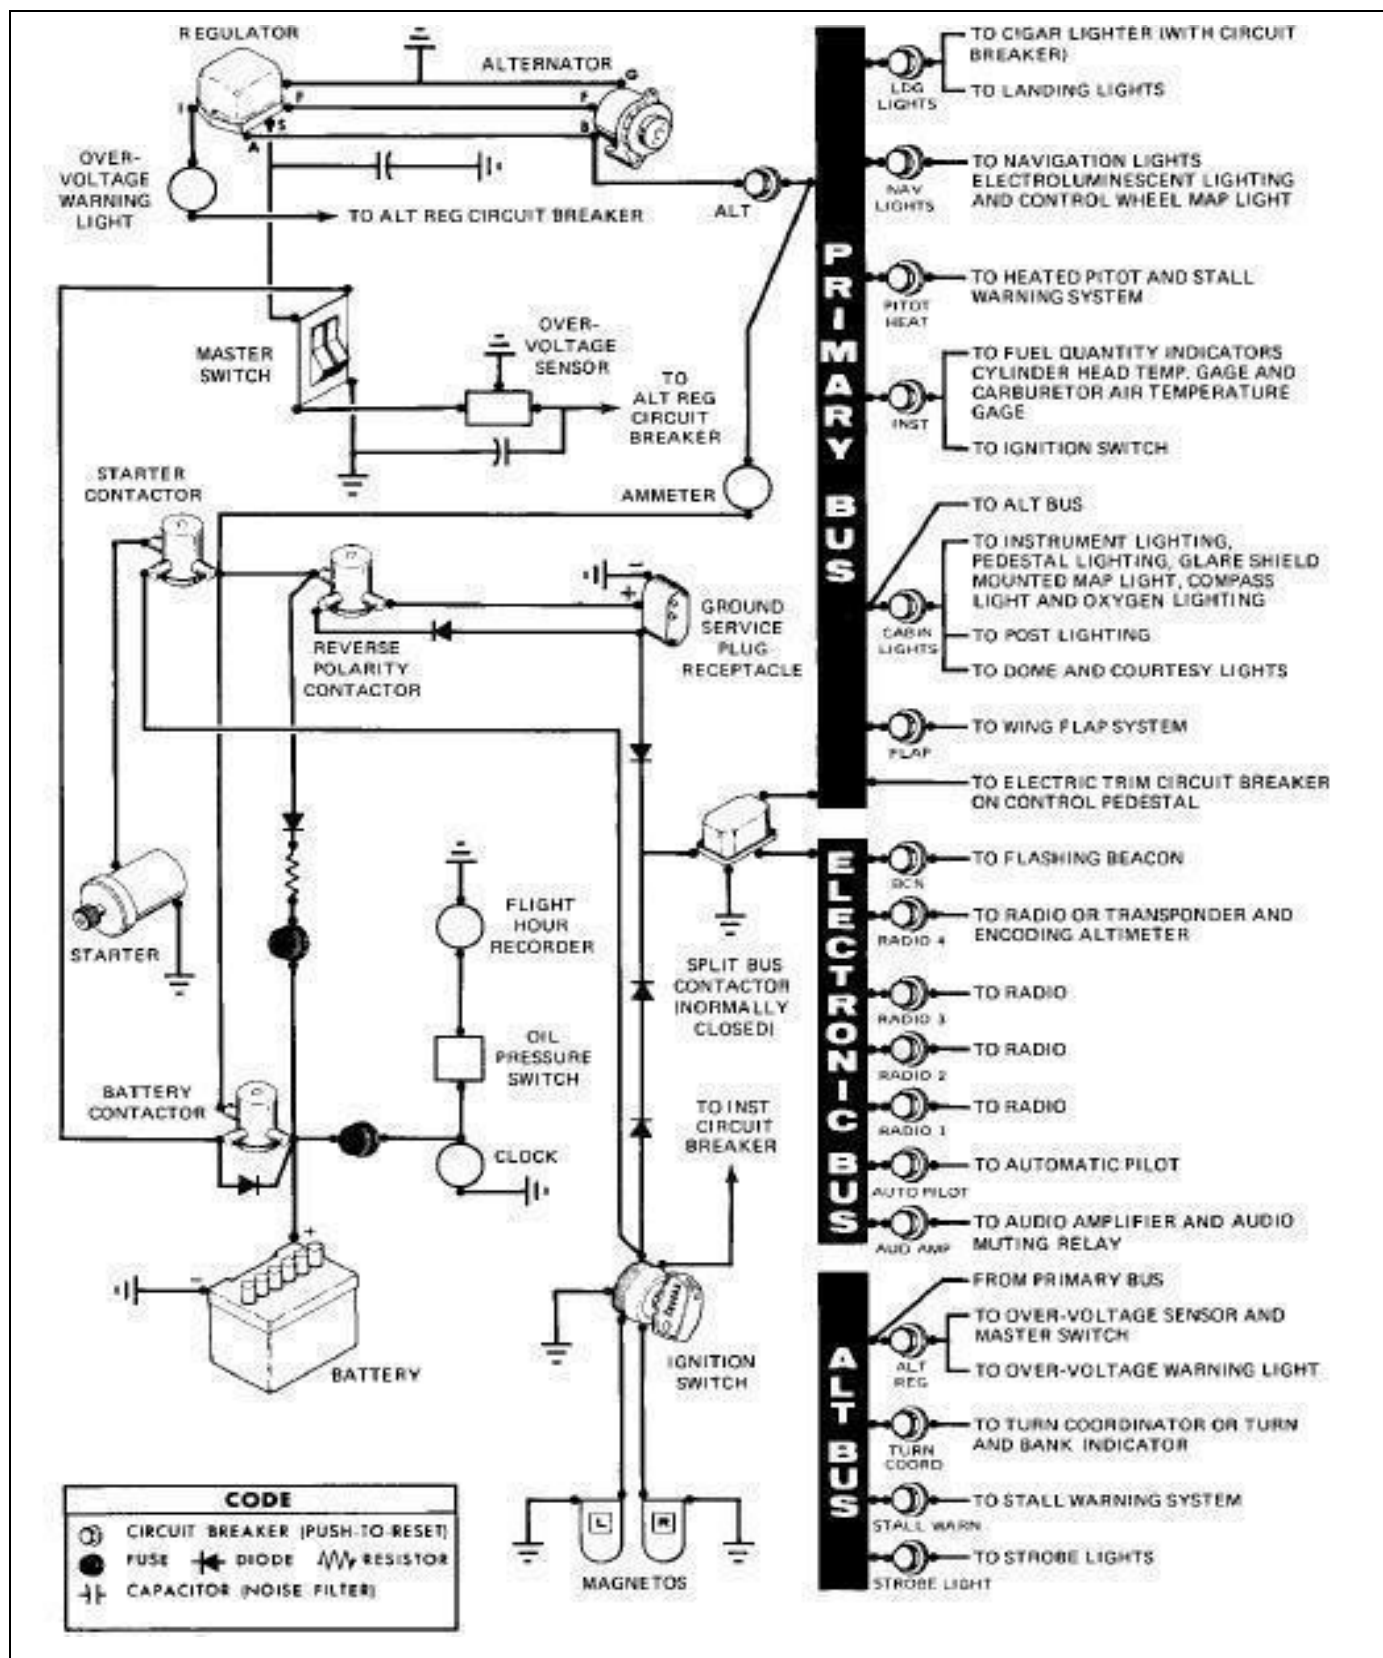 REGULATOR
ALTERNATOR
G
F
F
I
S
A
B
OVER-
VOLTAGE
WARNING
LIGHT
TO ALT REG CIRCUIT BREAKER
ALT
MASTER
SWITCH
OVER-
VOLTAGE
SENSOR
TO
ALT REG
CIRCUIT
BREAKER
STARTER
CONTACTOR
AMMETER
REVERSE
POLARITY
CONTACTOR
-
+
GROUND
SERVICE
PLUG
RECEPTACLE
STARTER
FLIGHT
HOUR
RECORDER
OIL
PRESSURE
SWITCH
CLOCK
BATTERY
CONTACTOR
+
-
BATTERY
SPLIT BUS
CONTACTOR
(NORMALLY
CLOSED)
TO INST
CIRCUIT
BREAKER
IGNITION
SWITCH
L
R
MAGNETOS
PRIMARY BUS
LDG
LIGHTS
TO CIGAR LIGHTER (WITH CIRCUIT
BREAKER)
TO LANDING LIGHTS
NAV
LIGHTS
TO NAVIGATION LIGHTS
ELECTROLUMINESCENT LIGHTING
AND CONTROL WHEEL MAP LIGHT
PITOT
HEAT
TO HEATED PITOT AND STALL
WARNING SYSTEM
INST
TO FUEL QUANTITY INDICATORS
CYLINDER HEAD TEMP. GAGE AND
CARBURETOR AIR TEMPERATURE
GAGE
TO IGNITION SWITCH
TO ALT BUS
CABIN
LIGHTS
TO INSTRUMENT LIGHTING,
PEDESTAL LIGHTING, GLARE SHIELD
MOUNTED MAP LIGHT, COMPASS
LIGHT AND OXYGEN LIGHTING
TO POST LIGHTING
TO DOME AND COURTESY LIGHTS
FLAP
TO WING FLAP SYSTEM
TO ELECTRIC TRIM CIRCUIT BREAKER
ON CONTROL PEDESTAL
ELECTRONIC BUS
BCN
TO FLASHING BEACON
RADIO 4
TO RADIO OR TRANSPONDER AND
ENCODING ALTIMETER
RADIO 3
TO RADIO
RADIO 2
TO RADIO
RADIO 1
TO RADIO
AUTO PILOT
TO AUTOMATIC PILOT
AUD AMP
TO AUDIO AMPLIFIER AND AUDIO
MUTING RELAY
ALT BUS
FROM PRIMARY BUS
ALT
REG
TO OVER-VOLTAGE SENSOR AND
MASTER SWITCH
TO OVER-VOLTAGE WARNING LIGHT
TURN
COORD
TO TURN COORDINATOR OR TURN
AND BANK INDICATOR
STALL WARN
TO STALL WARNING SYSTEM
STROBE LIGHT
TO STROBE LIGHTS
CODE
CIRCUIT BREAKER (PUSH-TO-RESET)
FUSE DIODE RESISTOR
CAPACITOR (NOISE FILTER)